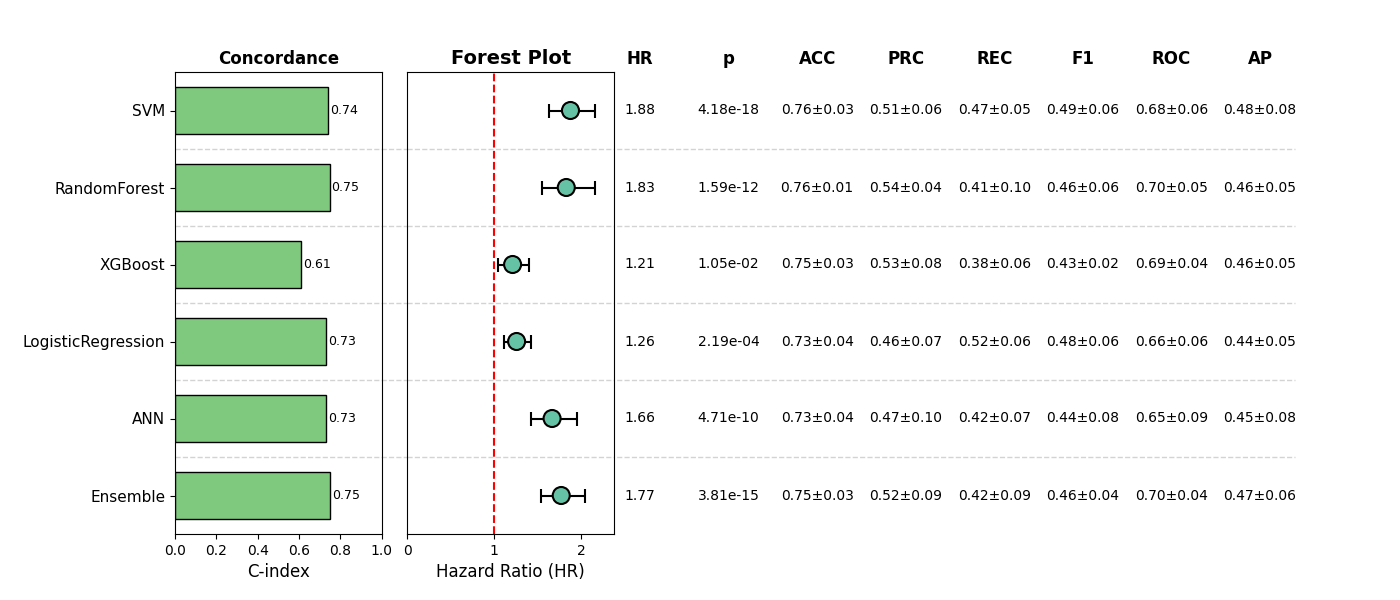 Concordance Forest Plot HR p ACC PRC REC F1 ROC AP
SVM 0.74 1.88 4.18e-18 0.76±0.03 0.51±0.06 0.47±0.05 0.49±0.06 0.68±0.06 0.48±0.08
RandomForest 0.75 1.83 1.59e-12 0.76±0.01 0.54±0.04 0.41±0.10 0.46±0.06 0.70±0.05 0.46±0.05
XGBoost 0.61 1.21 1.05e-02 0.75±0.03 0.53±0.08 0.38±0.06 0.43±0.02 0.69±0.04 0.46±0.05
LogisticRegression 0.73 1.26 2.19e-04 0.73±0.04 0.46±0.07 0.52±0.06 0.48±0.06 0.66±0.06 0.44±0.05
ANN 0.73 1.66 4.71e-10 0.73±0.04 0.47±0.10 0.42±0.07 0.44±0.08 0.65±0.09 0.45±0.08
Ensemble 0.75 1.77 3.81e-15 0.75±0.03 0.52±0.09 0.42±0.09 0.46±0.04 0.70±0.04 0.47±0.06
0.0 0.2 0.4 0.6 0.8 1.0 0 1 2
C-index Hazard Ratio (HR)